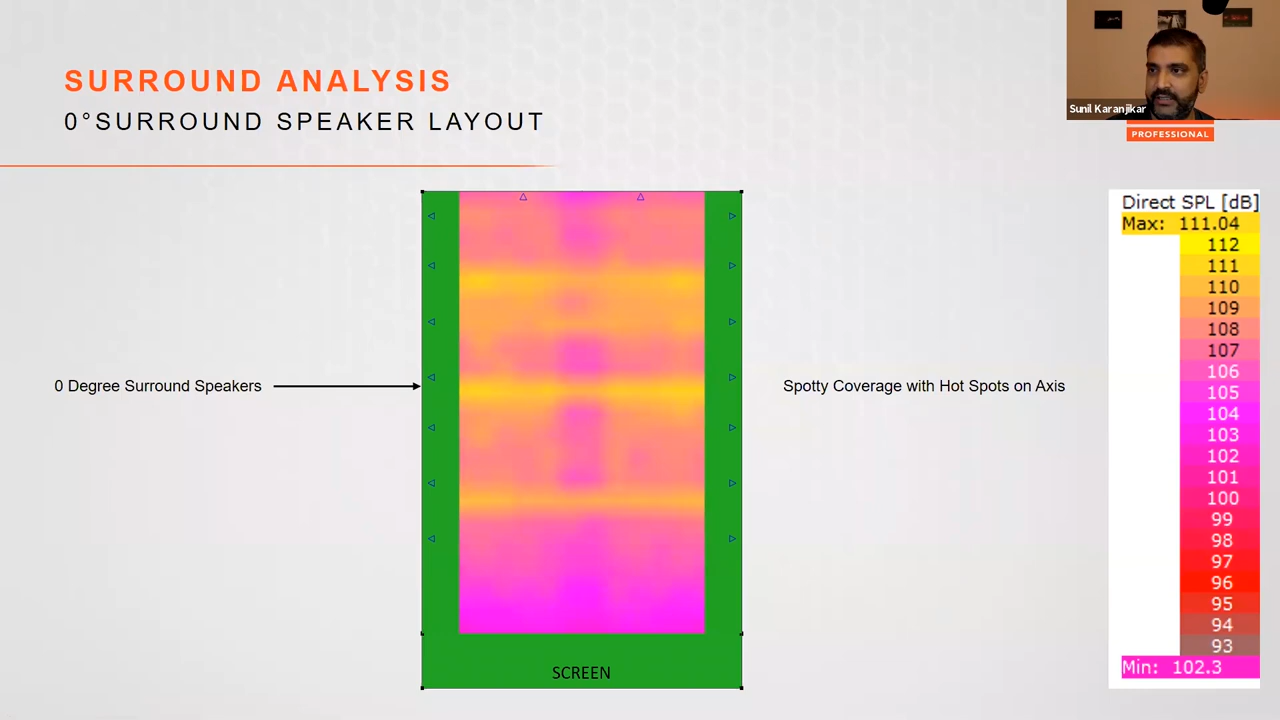 SURROUND ANALYSIS
0°SURROUND SPEAKER LAYOUT
Sunil Karanjikar
PROFESSIONAL
0 Degree Surround Speakers
SCREEN
Spotty Coverage with Hot Spots on Axis
Direct SPL [dB]
Max: 111.04
112
111
110
109
108
107
106
105
104
103
102
101
100
99
98
97
96
95
94
93
Min: 102.3